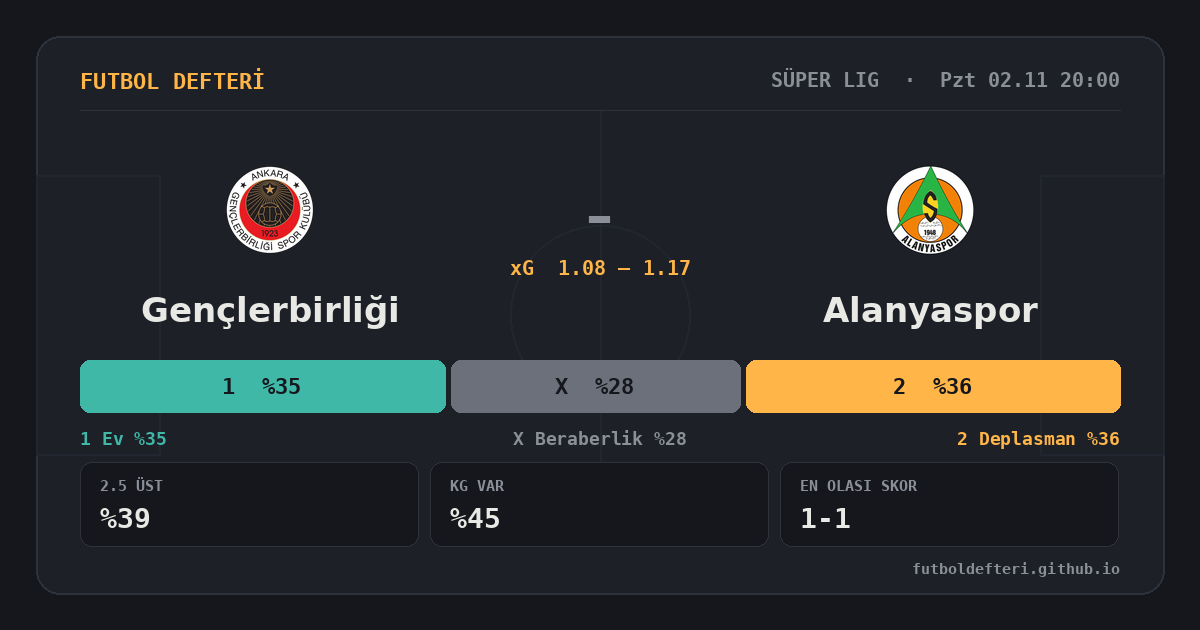 FUTBOL DEFTERİ
SÜPER LIG · Pzt 02.11 20:00
ANKARA
GENÇLERBİRLİĞİ SPOR KULÜBÜ
1923
1948
ALANYASPOR
–
xG 1.08 – 1.17
Gençlerbirliği
Alanyaspor
1 %35
X %28
2 %36
1 Ev %35
X Beraberlik %28
2 Deplasman %36
2.5 ÜST
%39
KG VAR
%45
EN OLASI SKOR
1-1
futboldefteri.github.io